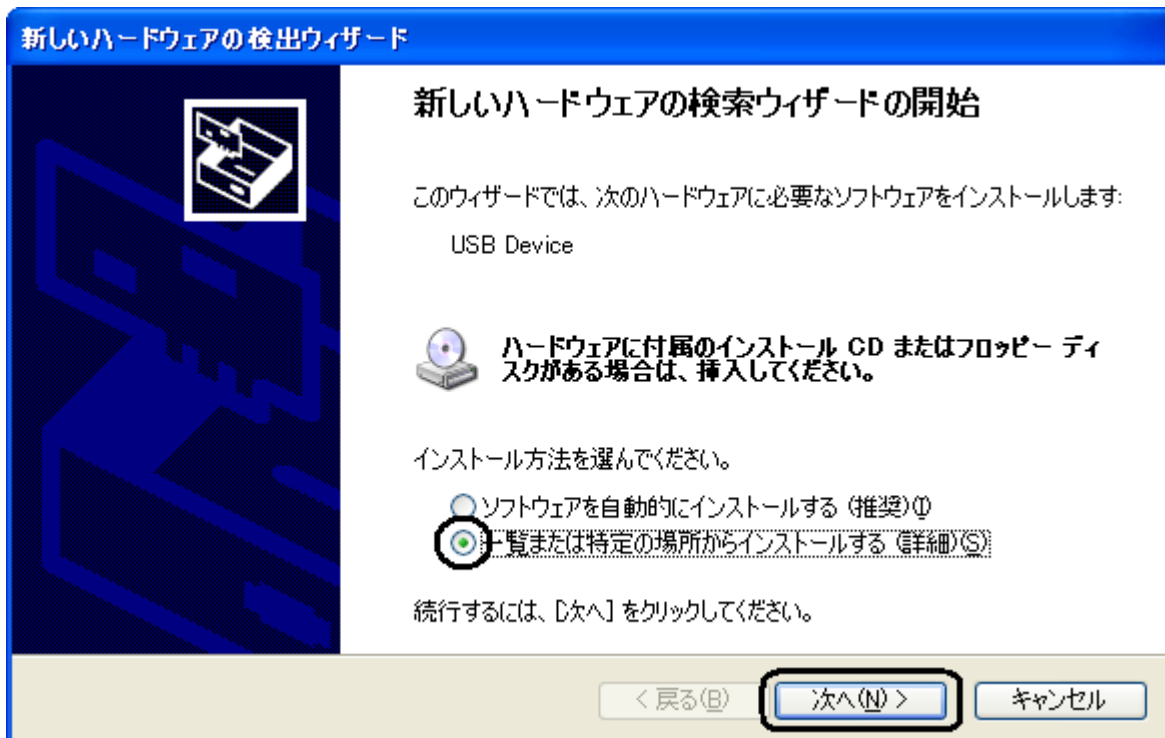 新しいハードウェアの検出ウィザード
新しいハードウェアの検索ウィザードの開始
このウィザードでは、次のハードウェアに必要なソフトウェアをインストールします:
USB Device
ハードウェアに付属のインストール CD またはフロッピー ディ
スクがある場合は、挿入してください。
インストール方法を選んでください。
ソフトウェアを自動的にインストールする (推奨)(I)
一覧または特定の場所からインストールする (詳細)(S)
続行するには、[次へ] をクリックしてください。
< 戻る(B)
次へ(N) >
キャンセル